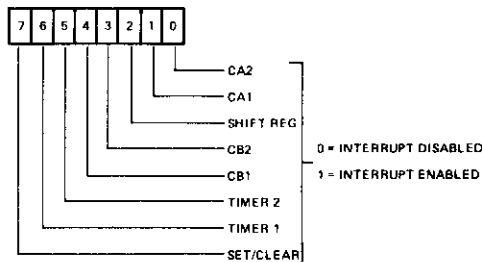 7 6 5 4 3 2 1 0
CA2
CA1
SHIFT REG
CB2
0 = INTERRUPT DISABLED
CB1
1 = INTERRUPT ENABLED
TIMER 2
TIMER 1
SET/CLEAR